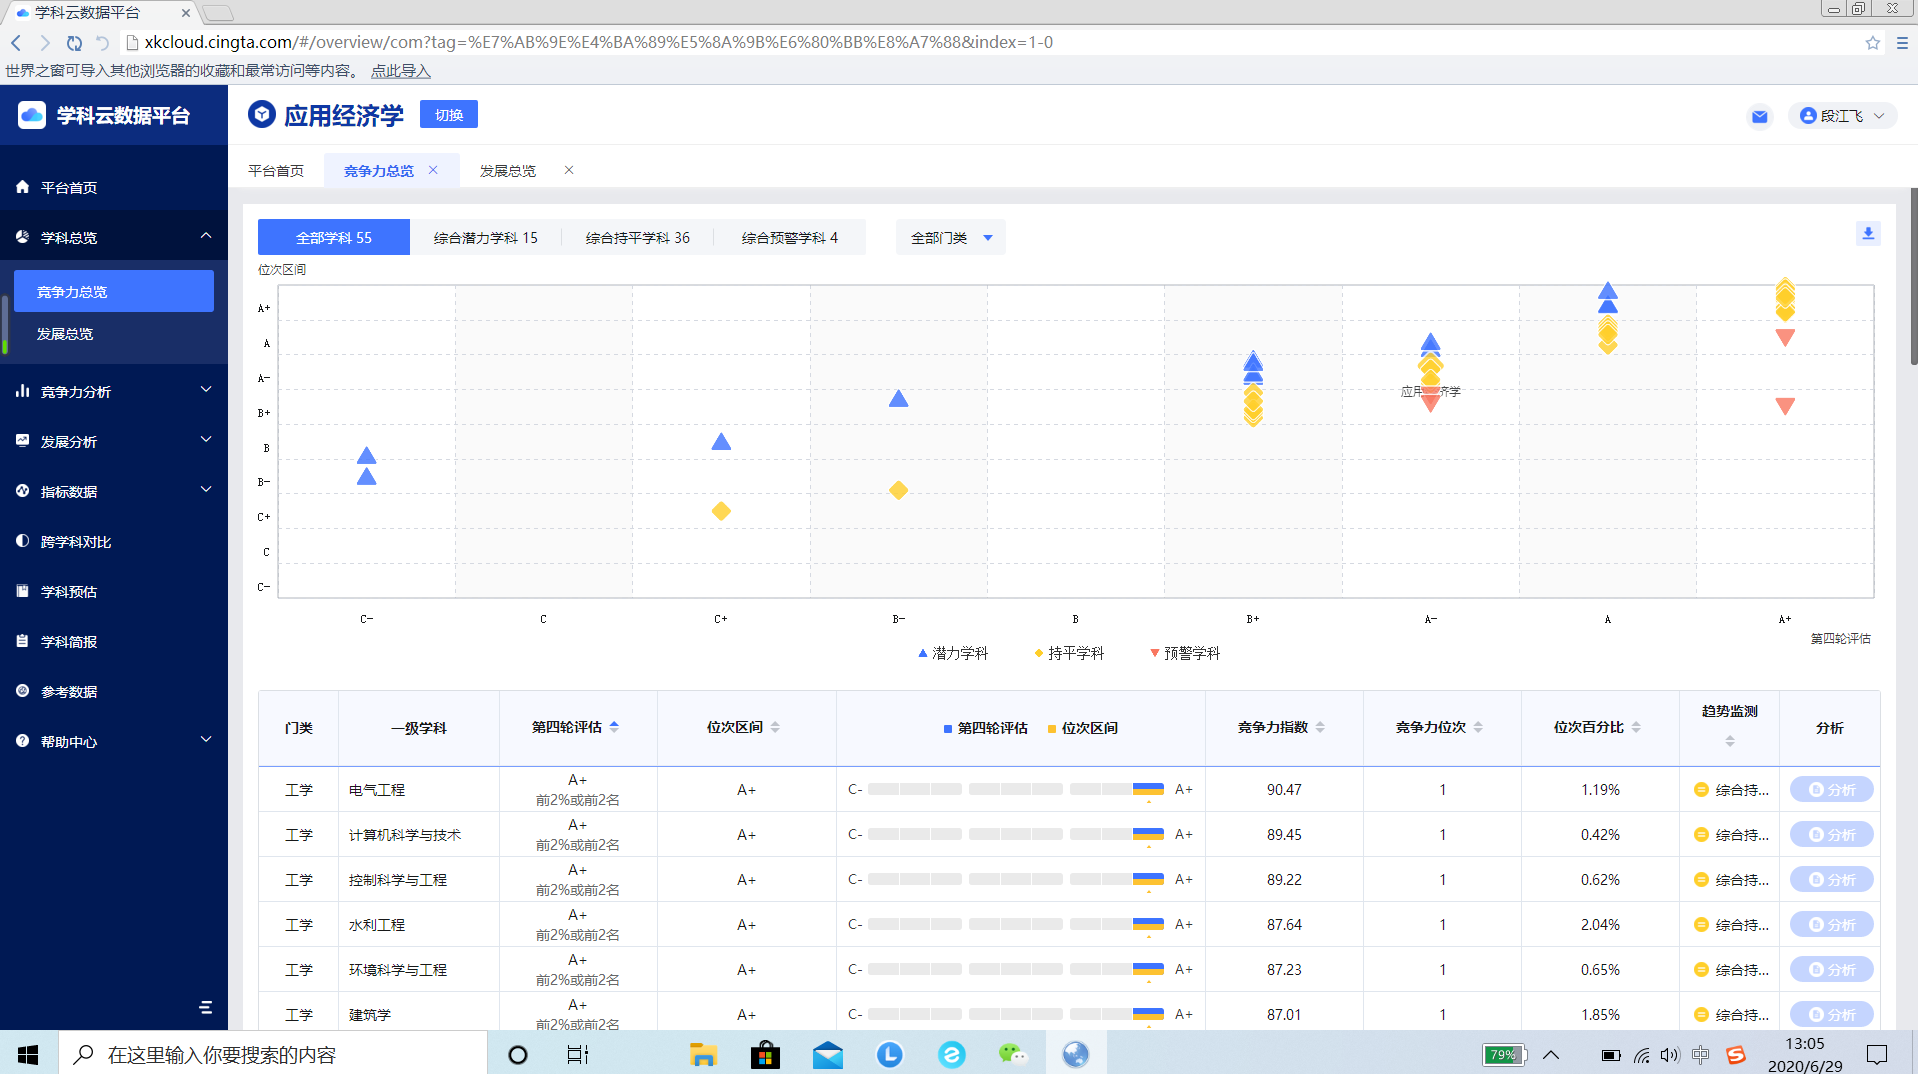 学科云数据平台
xkcloud.cingta.com/#/overview/com?tag=%E7%AB%9E%E4%BA%89%E5%8A%9B%E6%80%BB%E8%A7%88&index=1-0
世界之窗可导入其他浏览器的收藏和最常访问等内容。 点此导入
学科云数据平台
平台首页
学科总览
竞争力总览
发展总览
竞争力分析
发展分析
指标数据
跨学科对比
学科预估
学科简报
参考数据
帮助中心
应用经济学 切换
段江飞
平台首页 竞争力总览 发展总览
全部学科 55 综合潜力学科 15 综合持平学科 36 综合预警学科 4 全部门类
位次区间
A+
A
A-
B+
B
B-
C+
C
C-
应用 济学
C- C C+ B- B B+ A- A A+
第四轮评估
潜力学科 持平学科 预警学科
门类 一级学科 第四轮评估 位次区间 第四轮评估 位次区间 竞争力指数 竞争力位次 位次百分比 趋势监测 分析
工学 电气工程 A+ 前2%或前2名 A+ C- A+ 90.47 1 1.19% 综合持... 分析
工学 计算机科学与技术 A+ 前2%或前2名 A+ C- A+ 89.45 1 0.42% 综合持... 分析
工学 控制科学与工程 A+ 前2%或前2名 A+ C- A+ 89.22 1 0.62% 综合持... 分析
工学 水利工程 A+ 前2%或前2名 A+ C- A+ 87.64 1 2.04% 综合持... 分析
工学 环境科学与工程 A+ 前2%或前2名 A+ C- A+ 87.23 1 0.65% 综合持... 分析
工学 建筑学 A+ 前2%或前2名 A+ C- A+ 87.01 1 1.85% 综合持... 分析
在这里输入你要搜索的内容
79%
中
13:05
2020/6/29